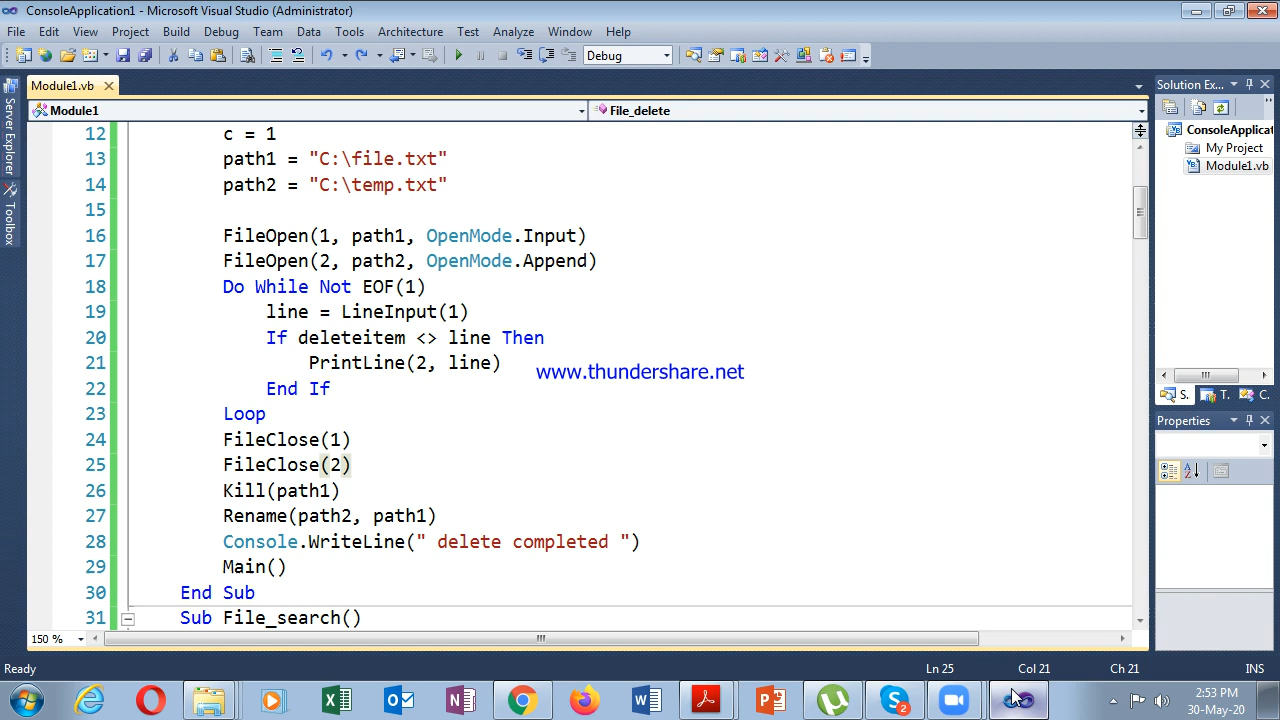 ConsoleApplication1 - Microsoft Visual Studio (Administrator)
File Edit View Project Build Debug Team Data Tools Architecture Test Analyze Window Help
Debug
Module1.vb
Solution Ex...
Module1
File_delete
Server Explorer
Toolbox
12 c = 1
13 path1 = "C:\file.txt"
14 path2 = "C:\temp.txt"
15
16 FileOpen(1, path1, OpenMode.Input)
17 FileOpen(2, path2, OpenMode.Append)
18 Do While Not EOF(1)
19 line = LineInput(1)
20 If deleteitem <> line Then
21 PrintLine(2, line)
www.thundershare.net
22 End If
23 Loop
24 FileClose(1)
25 FileClose(2)
26 Kill(path1)
27 Rename(path2, path1)
28 Console.WriteLine(" delete completed ")
29 Main()
30 End Sub
31 Sub File_search()
ConsoleApplicat
My Project
Module1.vb
S. T. C.
Properties
150 %
Ready
Ln 25
Col 21
Ch 21
INS
2
2:53 PM
30-May-20